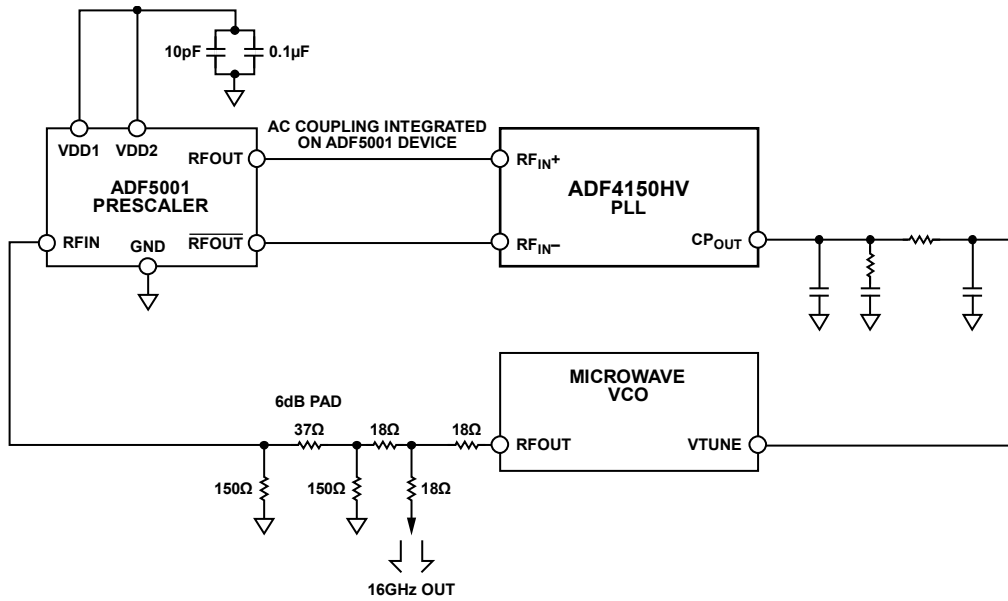 10pF
0.1µF
AC COUPLING INTEGRATED
ON ADF5001 DEVICE
VDD1
VDD2
RFOUT
ADF5001
PRESCALER
RFIN
GND
R̅F̅O̅U̅T̅
RFIN+
ADF4150HV
PLL
RFIN–
CPOUT
MICROWAVE
VCO
RFOUT
VTUNE
6dB PAD
37Ω
18Ω
18Ω
150Ω
150Ω
18Ω
16GHz OUT